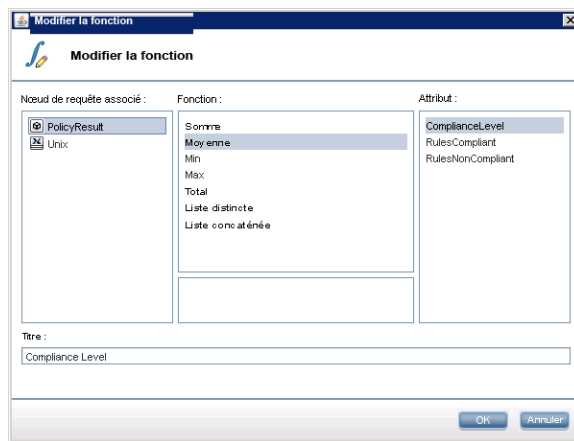 Modifier la fonction
Modifier la fonction
Nœud de requête associé :
PolicyResult
Unix
Fonction :
Somme
Moyenne
Min
Max
Total
Liste distincte
Liste concaténée
Attribut :
ComplianceLevel
RulesCompliant
RulesNonCompliant
Titre :
Compliance Level
OK
Annuler